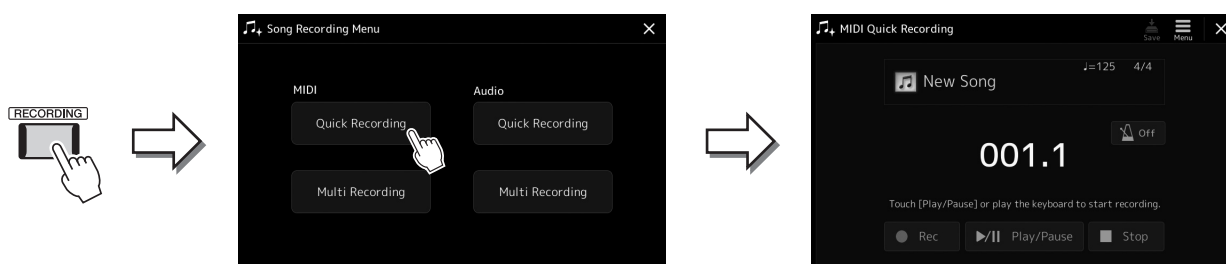 RECORDING
Song Recording Menu
MIDI
Audio
Quick Recording
Quick Recording
Multi Recording
Multi Recording
MIDI Quick Recording
Save
Menu
♩=125 4/4
New Song
Off
001.1
Touch [Play/Pause] or play the keyboard to start recording.
Rec
Play/Pause
Stop